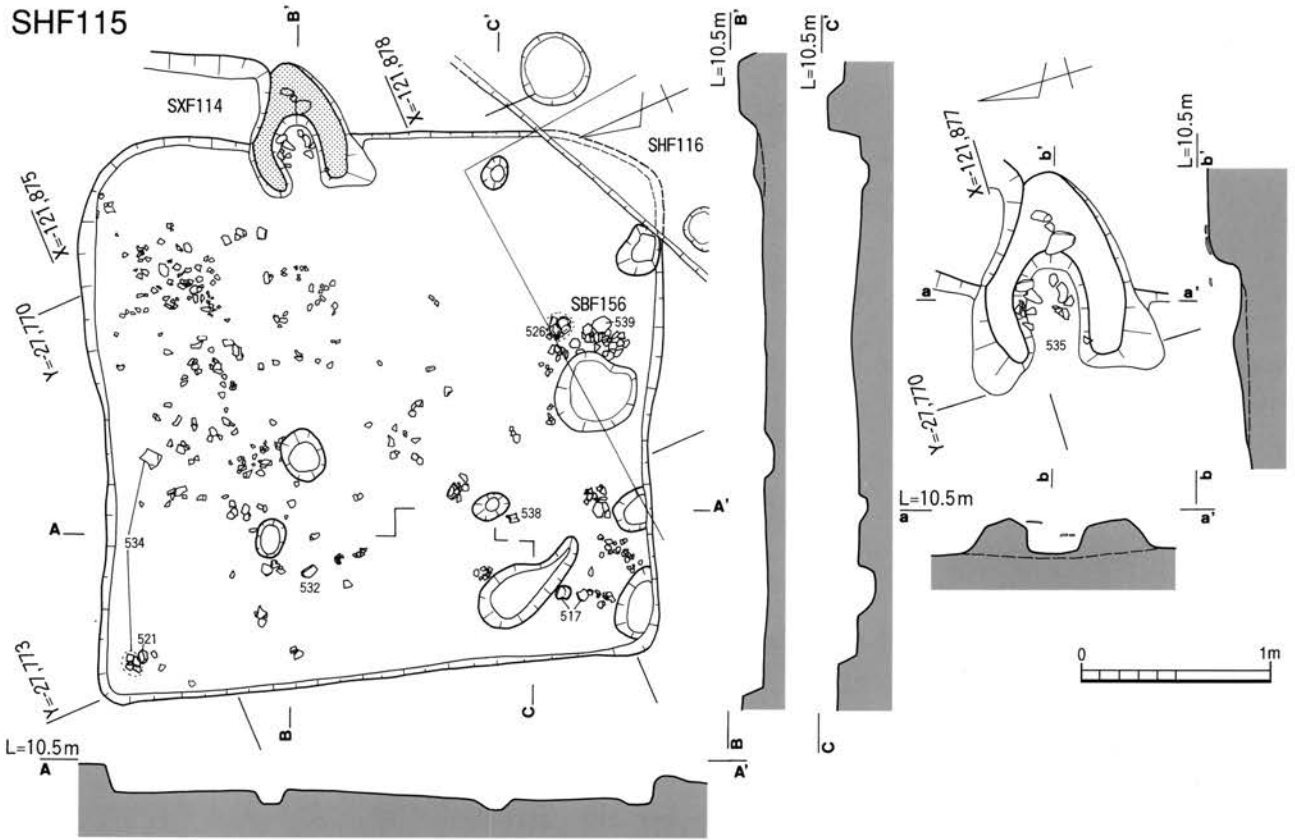 SHF115
B'
C'
X=-121,878
SXF114
SHF116
X=-121,875
Y=-27,770
SBF156
526
539
A
A'
534
538
532
517
521
Y=-27,773
B
C
L=10.5m
A
A'
L=10.5m
B'
B
L=10.5m
C'
C
X=-121,877
b'
a
a'
535
Y=-27,770
b
L=10.5m
b'
b
L=10.5m
a
a'
0
1m